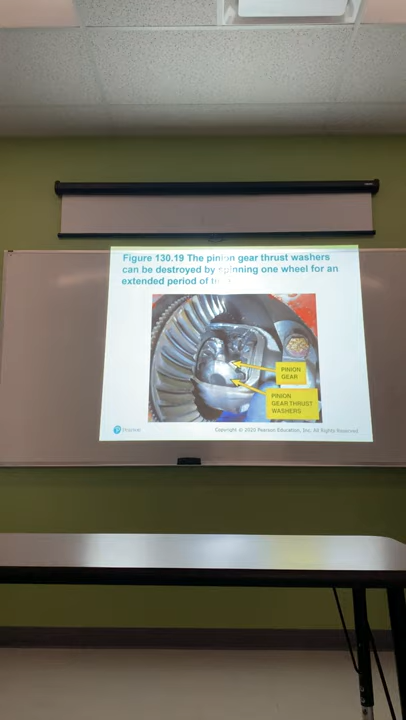 Figure 130.19 The pinion gear thrust washers
can be destroyed by spinning one wheel for an
extended period of
PINION
GEAR
PINION
GEAR THRUST
WASHERS
Pearson
Copyright © 2020 Pearson Education, Inc. All Rights Reserved